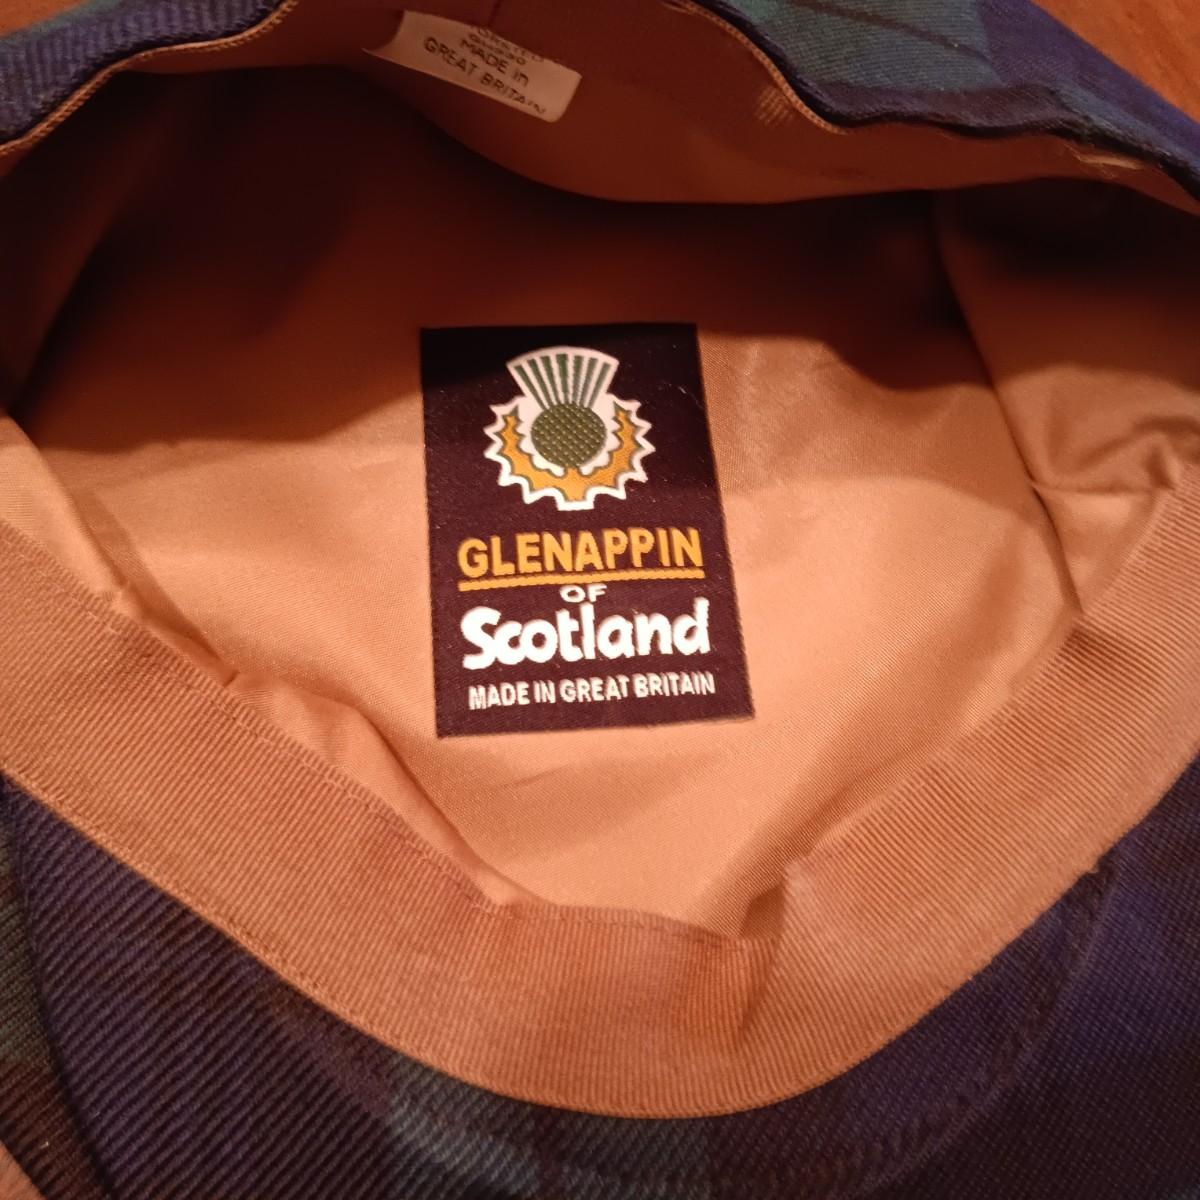 MADE in
GREAT BRITAIN
GLENAPPIN
OF
Scotland
MADE IN GREAT BRITAIN